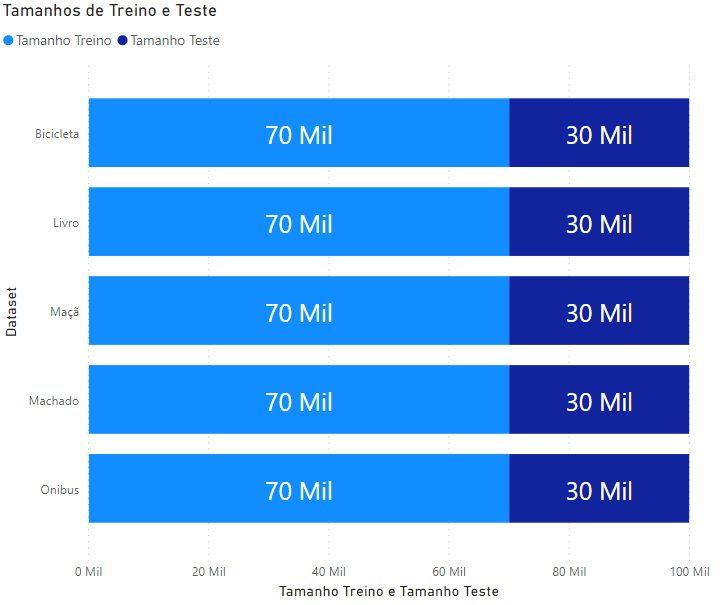 Tamanhos de Treino e Teste
Tamanho Treino Tamanho Teste
Dataset
Bicicleta 70 Mil 30 Mil
Livro 70 Mil 30 Mil
Maçã 70 Mil 30 Mil
Machado 70 Mil 30 Mil
Onibus 70 Mil 30 Mil
0 Mil 20 Mil 40 Mil 60 Mil 80 Mil 100 Mil
Tamanho Treino e Tamanho Teste